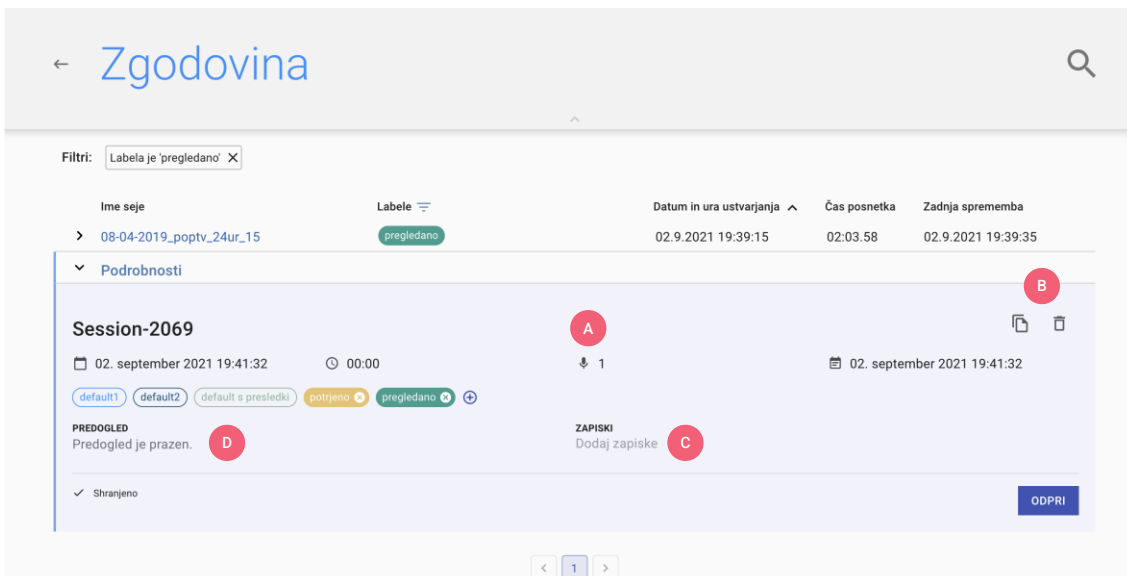 Zgodovina
Filtri: Labela je 'pregledano'
Ime seje Labele Datum in ura ustvarjanja Čas posnetka Zadnja sprememba
08-04-2019_poptv_24ur_15 pregledano 02.9.2021 19:39:15 02:03.58 02.9.2021 19:39:35
Podrobnosti
B
Session-2069 A
02. september 2021 19:41:32 00:00 1 02. september 2021 19:41:32
default1 default2 default s presledki potrjeno pregledano
PREDOGLED ZAPISKI
Predogled je prazen. D Dodaj zapiske C
Shranjeno ODPRI
1